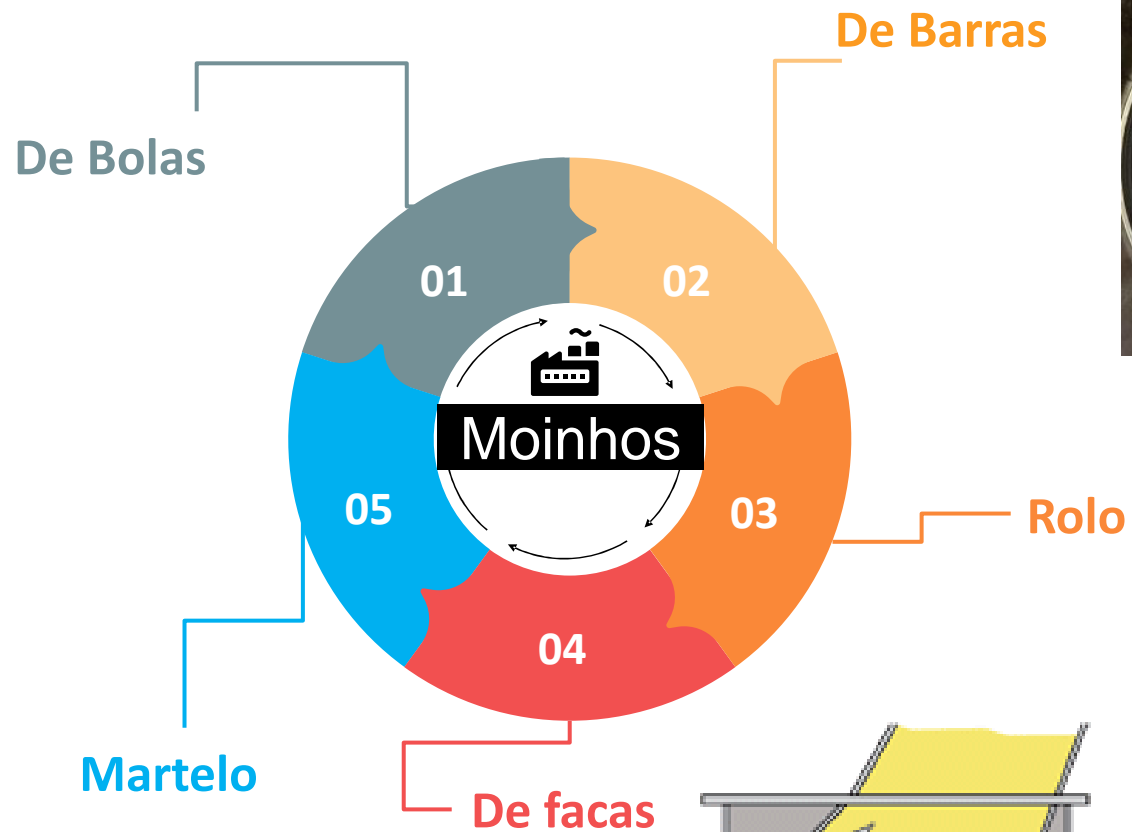 De Barras
De Bolas
01
02
Moinhos
05
03
Rolo
04
Martelo
De facas